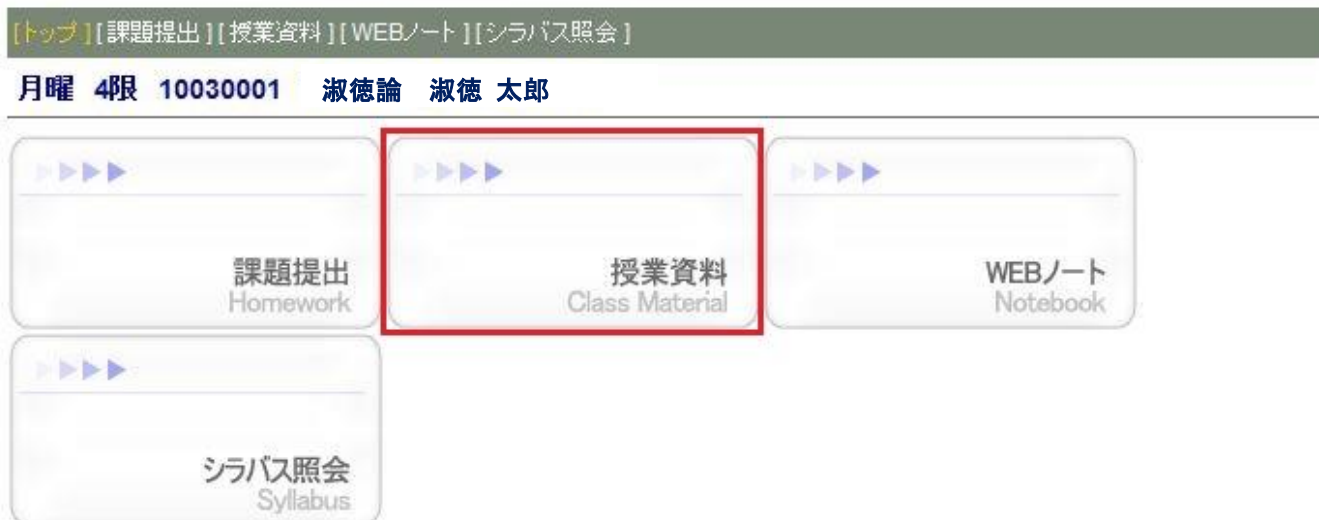 [トップ][課題提出][授業資料][WEBノート][シラバス照会]
月曜 4限 10030001 淑徳論 淑徳 太郎
課題提出
Homework
授業資料
Class Material
WEBノート
Notebook
シラバス照会
Syllabus